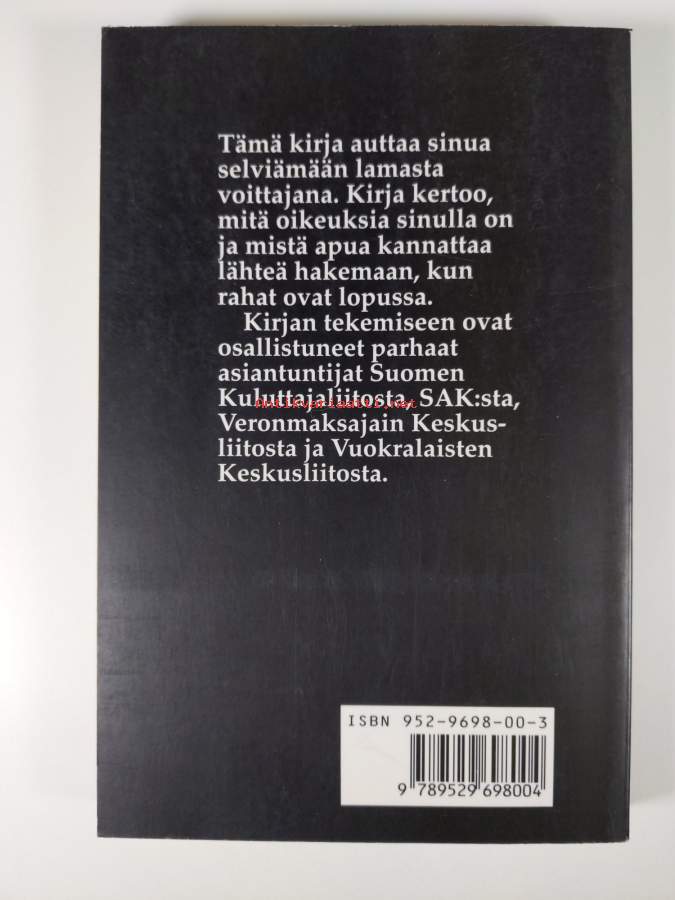 Tämä kirja auttaa sinua
selviämään lamasta
voittajana. Kirja kertoo,
mitä oikeuksia sinulla on
ja mistä apua kannattaa
lähteä hakemaan, kun
rahat ovat lopussa.
Kirjan tekemiseen ovat
osallistuneet parhaat
asiantuntijat Suomen
Kuluttajaliitosta, SAK:sta,
Antikvariaatti.net
Veronmaksajain Keskus-
liitosta ja Vuokralaisten
Keskusliitosta.
ISBN 952-9698-00-3
9 789529 698004